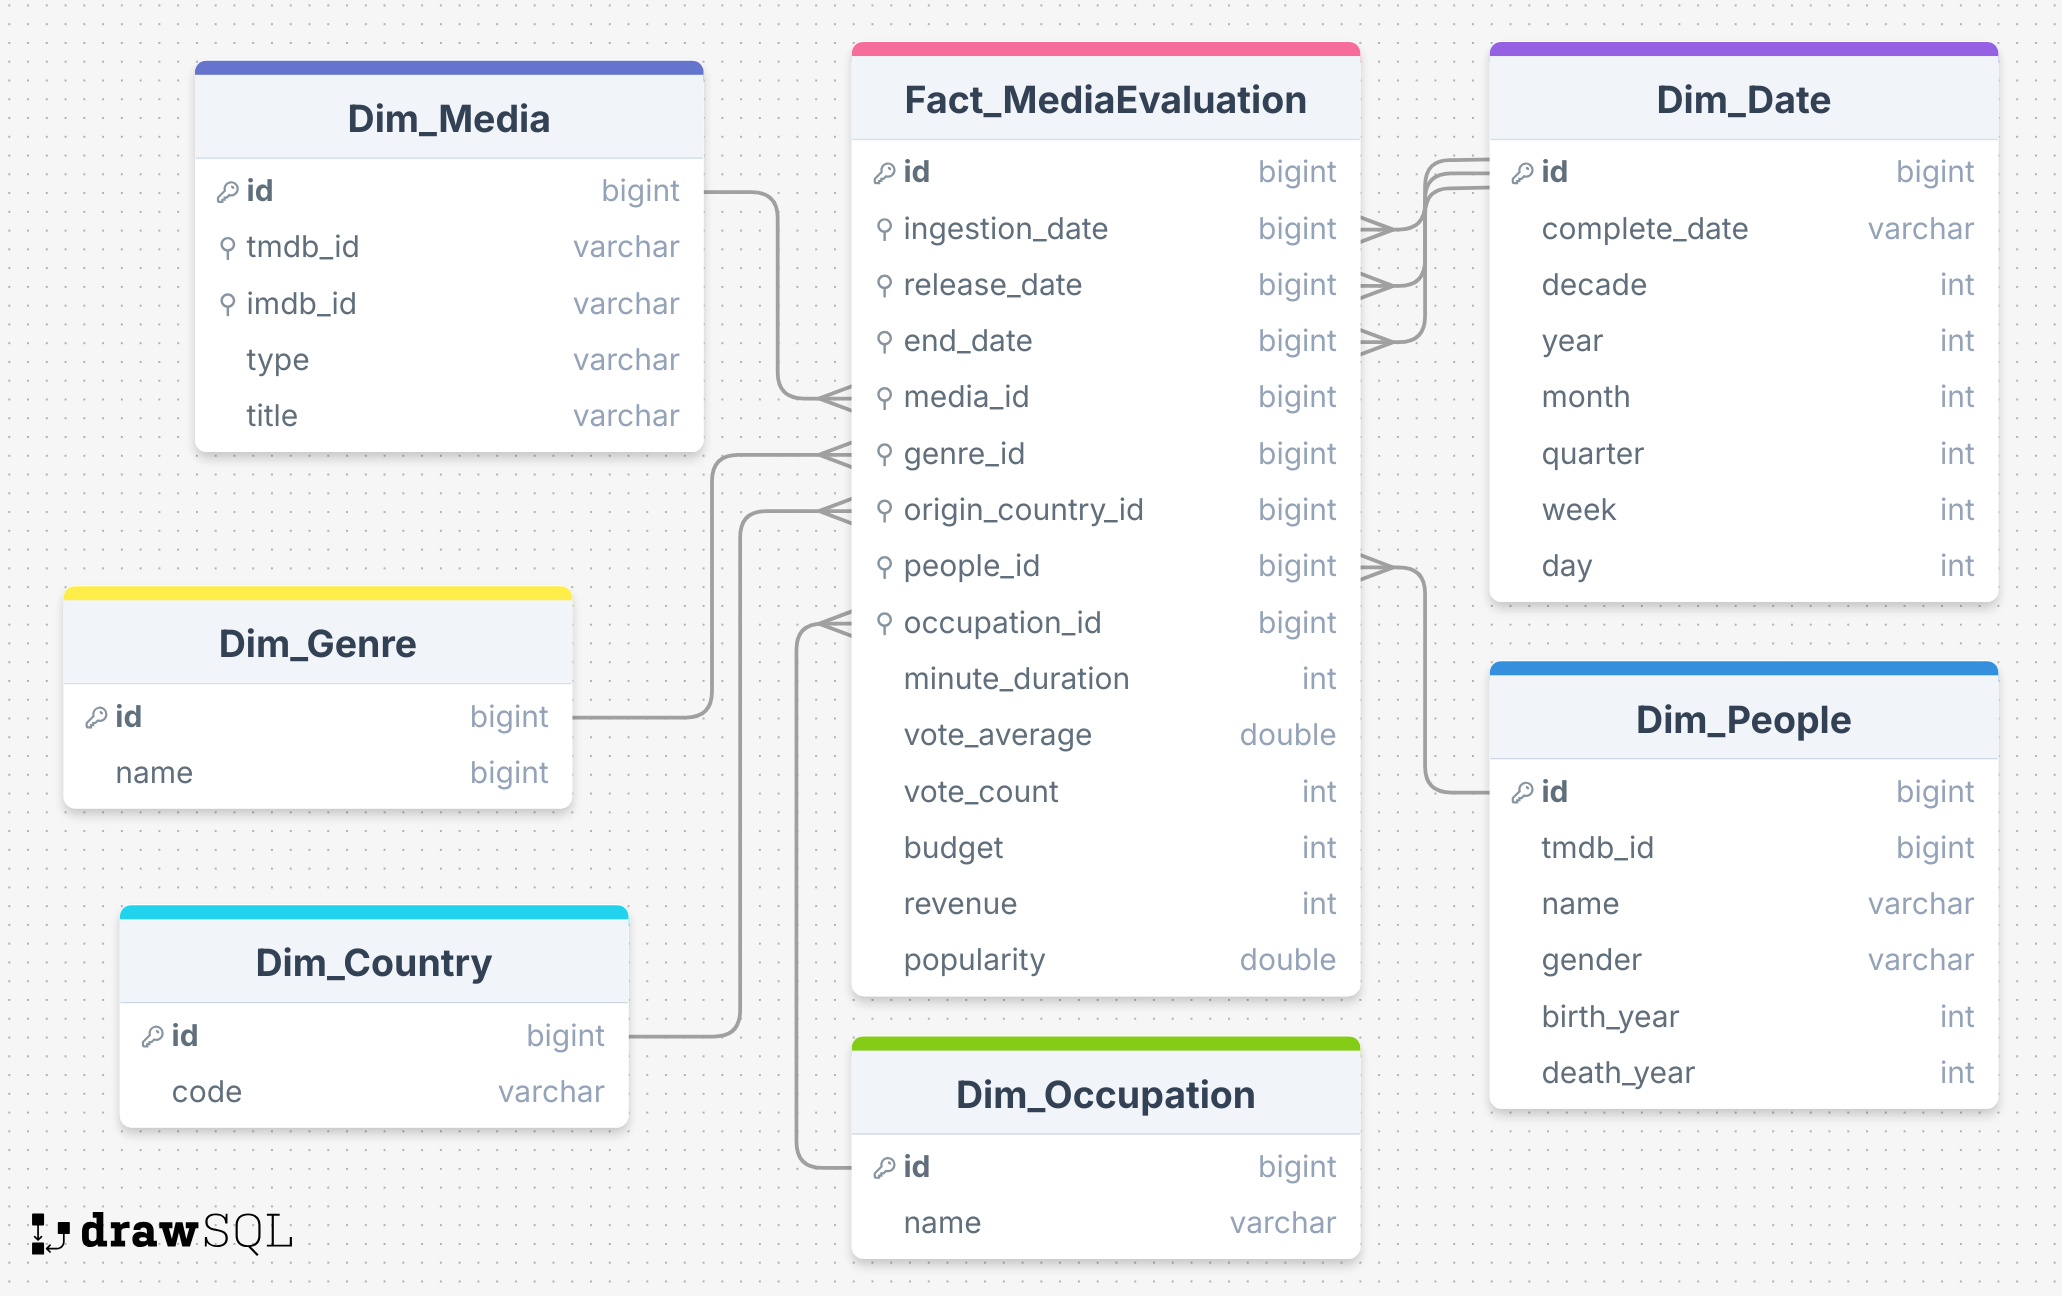 Dim_Media
id bigint
tmdb_id varchar
imdb_id varchar
type varchar
title varchar
Fact_MediaEvaluation
id bigint
ingestion_date bigint
release_date bigint
end_date bigint
media_id bigint
genre_id bigint
origin_country_id bigint
people_id bigint
occupation_id bigint
minute_duration int
vote_average double
vote_count int
budget int
revenue int
popularity double
Dim_Date
id bigint
complete_date varchar
decade int
year int
month int
quarter int
week int
day int
Dim_Genre
id bigint
name bigint
Dim_People
id bigint
tmdb_id bigint
name varchar
gender varchar
birth_year int
death_year int
Dim_Country
id bigint
code varchar
Dim_Occupation
id bigint
name varchar
drawSQL